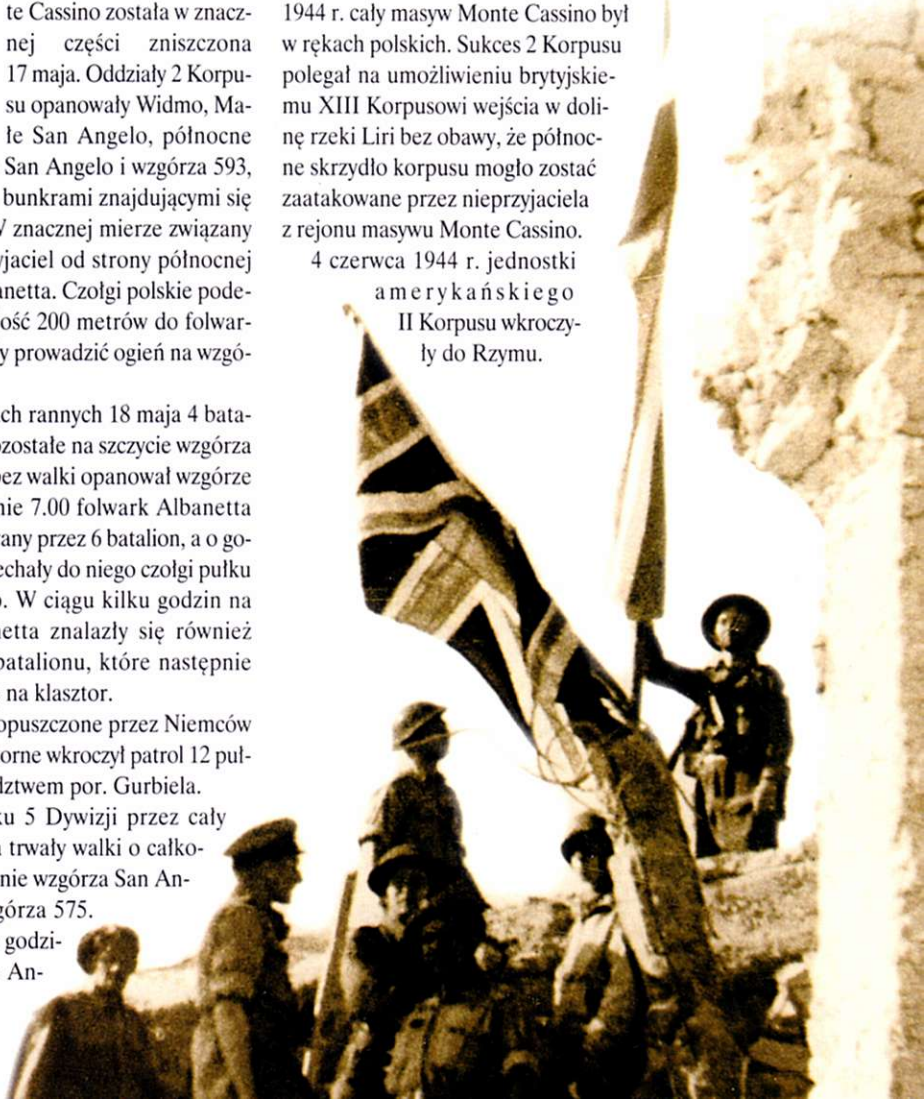 te Cassino została w znacz-
nej części zniszczona
17 maja. Oddziały 2 Korpu-
su opanowały Widmo, Ma-
łe San Angelo, północne
San Angelo i wzgórza 593,
bunkrami znajdującymi się
znacznej mierze związany
jaciel od strony północnej
anetta. Czołgi polskie pode-
ość 200 metrów do folwar-
y prowadzić ogień na wzgó-
ch rannych 18 maja 4 bata-
zostałe na szczycie wzgórza
bez walki opanował wzgórze
nie 7.00 folwark Albanetta
any przez 6 batalion, a o go-
echały do niego czołgi pułku
o. W ciągu kilku godzin na
netta znalazły się również
batalionu, które następnie
na klasztor.
opuszczone przez Niemców
orne wkroczył patrol 12 puł-
dztwem por. Gurbiela.
ku 5 Dywizji przez cały
a trwały walki o całko-
nie wzgórza San An-
górza 575.
godzi-
An-
1944 r. cały masyw Monte Cassino był
w rękach polskich. Sukces 2 Korpusu
polegał na umożliwieniu brytyjskie-
mu XIII Korpusowi wejścia w doli-
nę rzeki Liri bez obawy, że północ-
ne skrzydło korpusu mogło zostać
zaatakowane przez nieprzyjaciela
z rejonu masywu Monte Cassino.
4 czerwca 1944 r. jednostki
amerykańskiego
II Korpusu wkroczy-
ły do Rzymu.